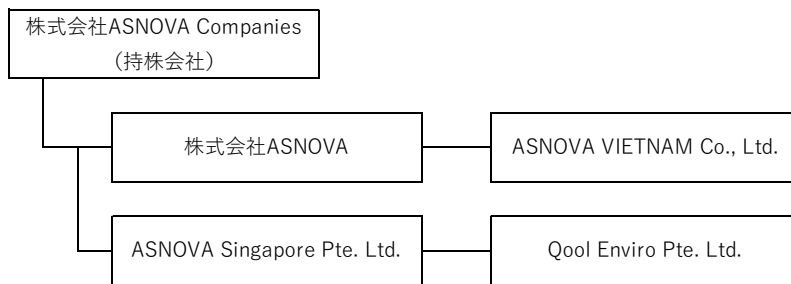 株式会社ASNOVA Companies
（持株会社）
株式会社ASNOVA
ASNOVA VIETNAM Co., Ltd.
ASNOVA Singapore Pte. Ltd.
Qool Enviro Pte. Ltd.